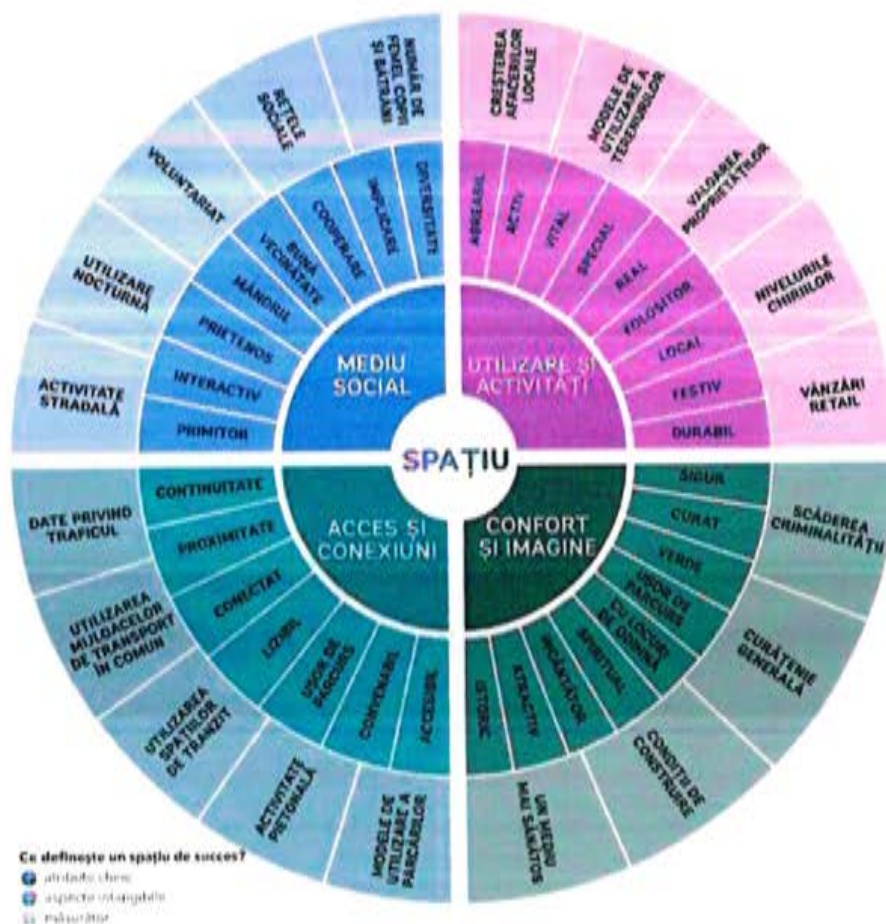 NUMĂR DE
FEMEI, COPII
ȘI BĂTRÂNI
REȚELE
SOCIALE
VOLUNTARIAT
UTILIZARE
NOCTURNĂ
ACTIVITATE
STRADALĂ
DIVERSITATE
IMPLICARE
COOPERARE
BUNĂ
VECINĂTATE
MÂNDRIE
PRIETENOS
INTERACTIV
PRIMITOR
MEDIU
SOCIAL
CREȘTEREA
AFACERILOR
LOCALE
MODELE DE
UTILIZARE A
TERENURILOR
VALOAREA
PROPRIETĂȚILOR
NIVELURILE
CHIRIILOR
VÂNZĂRI
RETAIL
AGREABIL
ACTIV
VITAL
SPECIAL
REAL
FOLOSITOR
LOCAL
FESTIV
DURABIL
UTILIZARE ȘI
ACTIVITĂȚI
SPAȚIU
ACCES ȘI
CONEXIUNI
CONTINUITATE
PROXIMITATE
CONECTAT
LIZIBIL
UȘOR DE
PARCURS
CONVENABIL
ACCESIBIL
DATE PRIVIND
TRAFICUL
UTILIZAREA
MIJLOACELOR
DE TRANSPORT
ÎN COMUN
UTILIZAREA
SPAȚIILOR
DE TRANZIT
ACTIVITATE
PIETONALĂ
MODELE DE
UTILIZARE A
PARCĂRILOR
CONFORT
ȘI IMAGINE
SIGUR
CURAT
VERDE
UȘOR DE
PARCURS
CU LOCURI
DE ODIHNĂ
SPIRITUAL
ÎNCÂNTĂTOR
ATRACTIV
ISTORIC
SCĂDEREA
CRIMINALITĂȚII
CURĂȚENIE
GENERALĂ
CONDIȚII DE
CONSTRUIRE
UN MEDIU
MAI SĂNĂTOS
Ce definește un spațiu de succes?
atribute cheie
aspecte intangibile
măsurător